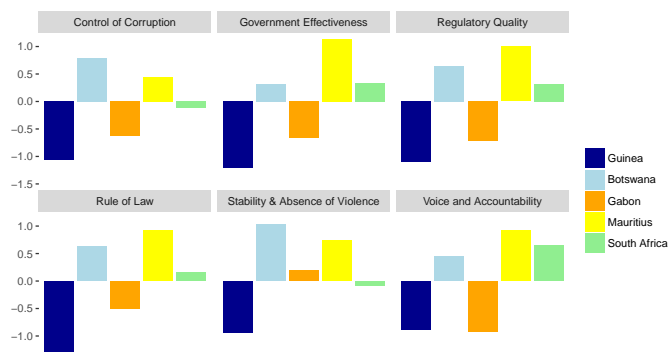 Control of Corruption
Government Effectiveness
Regulatory Quality
1.0
0.5
0.0
−0.5
−1.0
−1.5
Rule of Law
Stability & Absence of Violence
Voice and Accountability
0.5
0.0
−0.5
−1.0
Guinea
Botswana
Gabon
Mauritius
South Africa